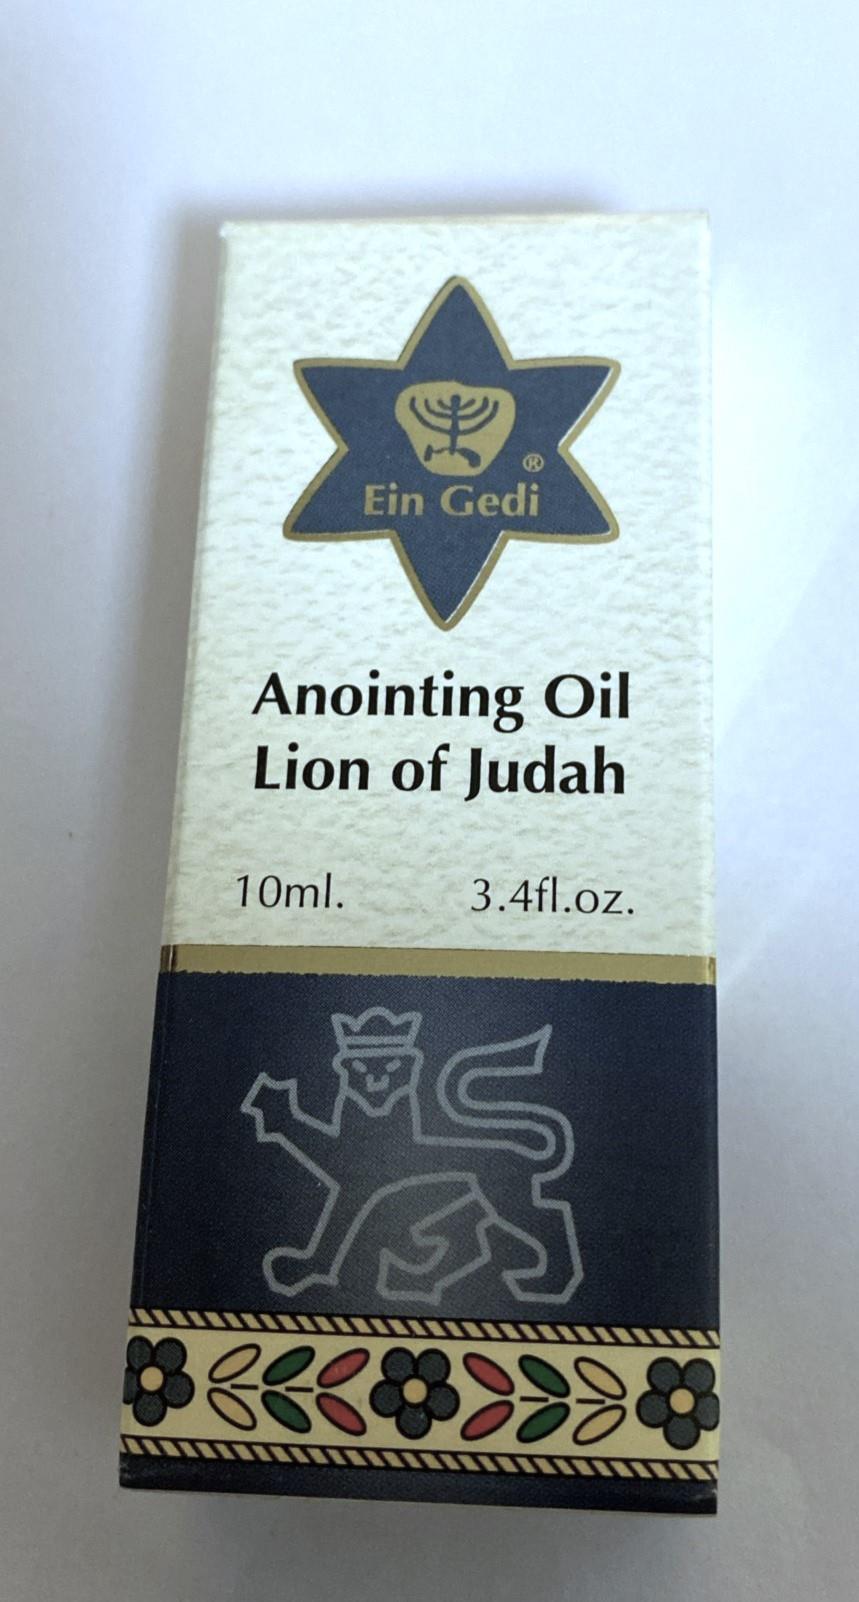 ®
Ein Gedi
Anointing Oil
Lion of Judah
10ml. 3.4fl.oz.